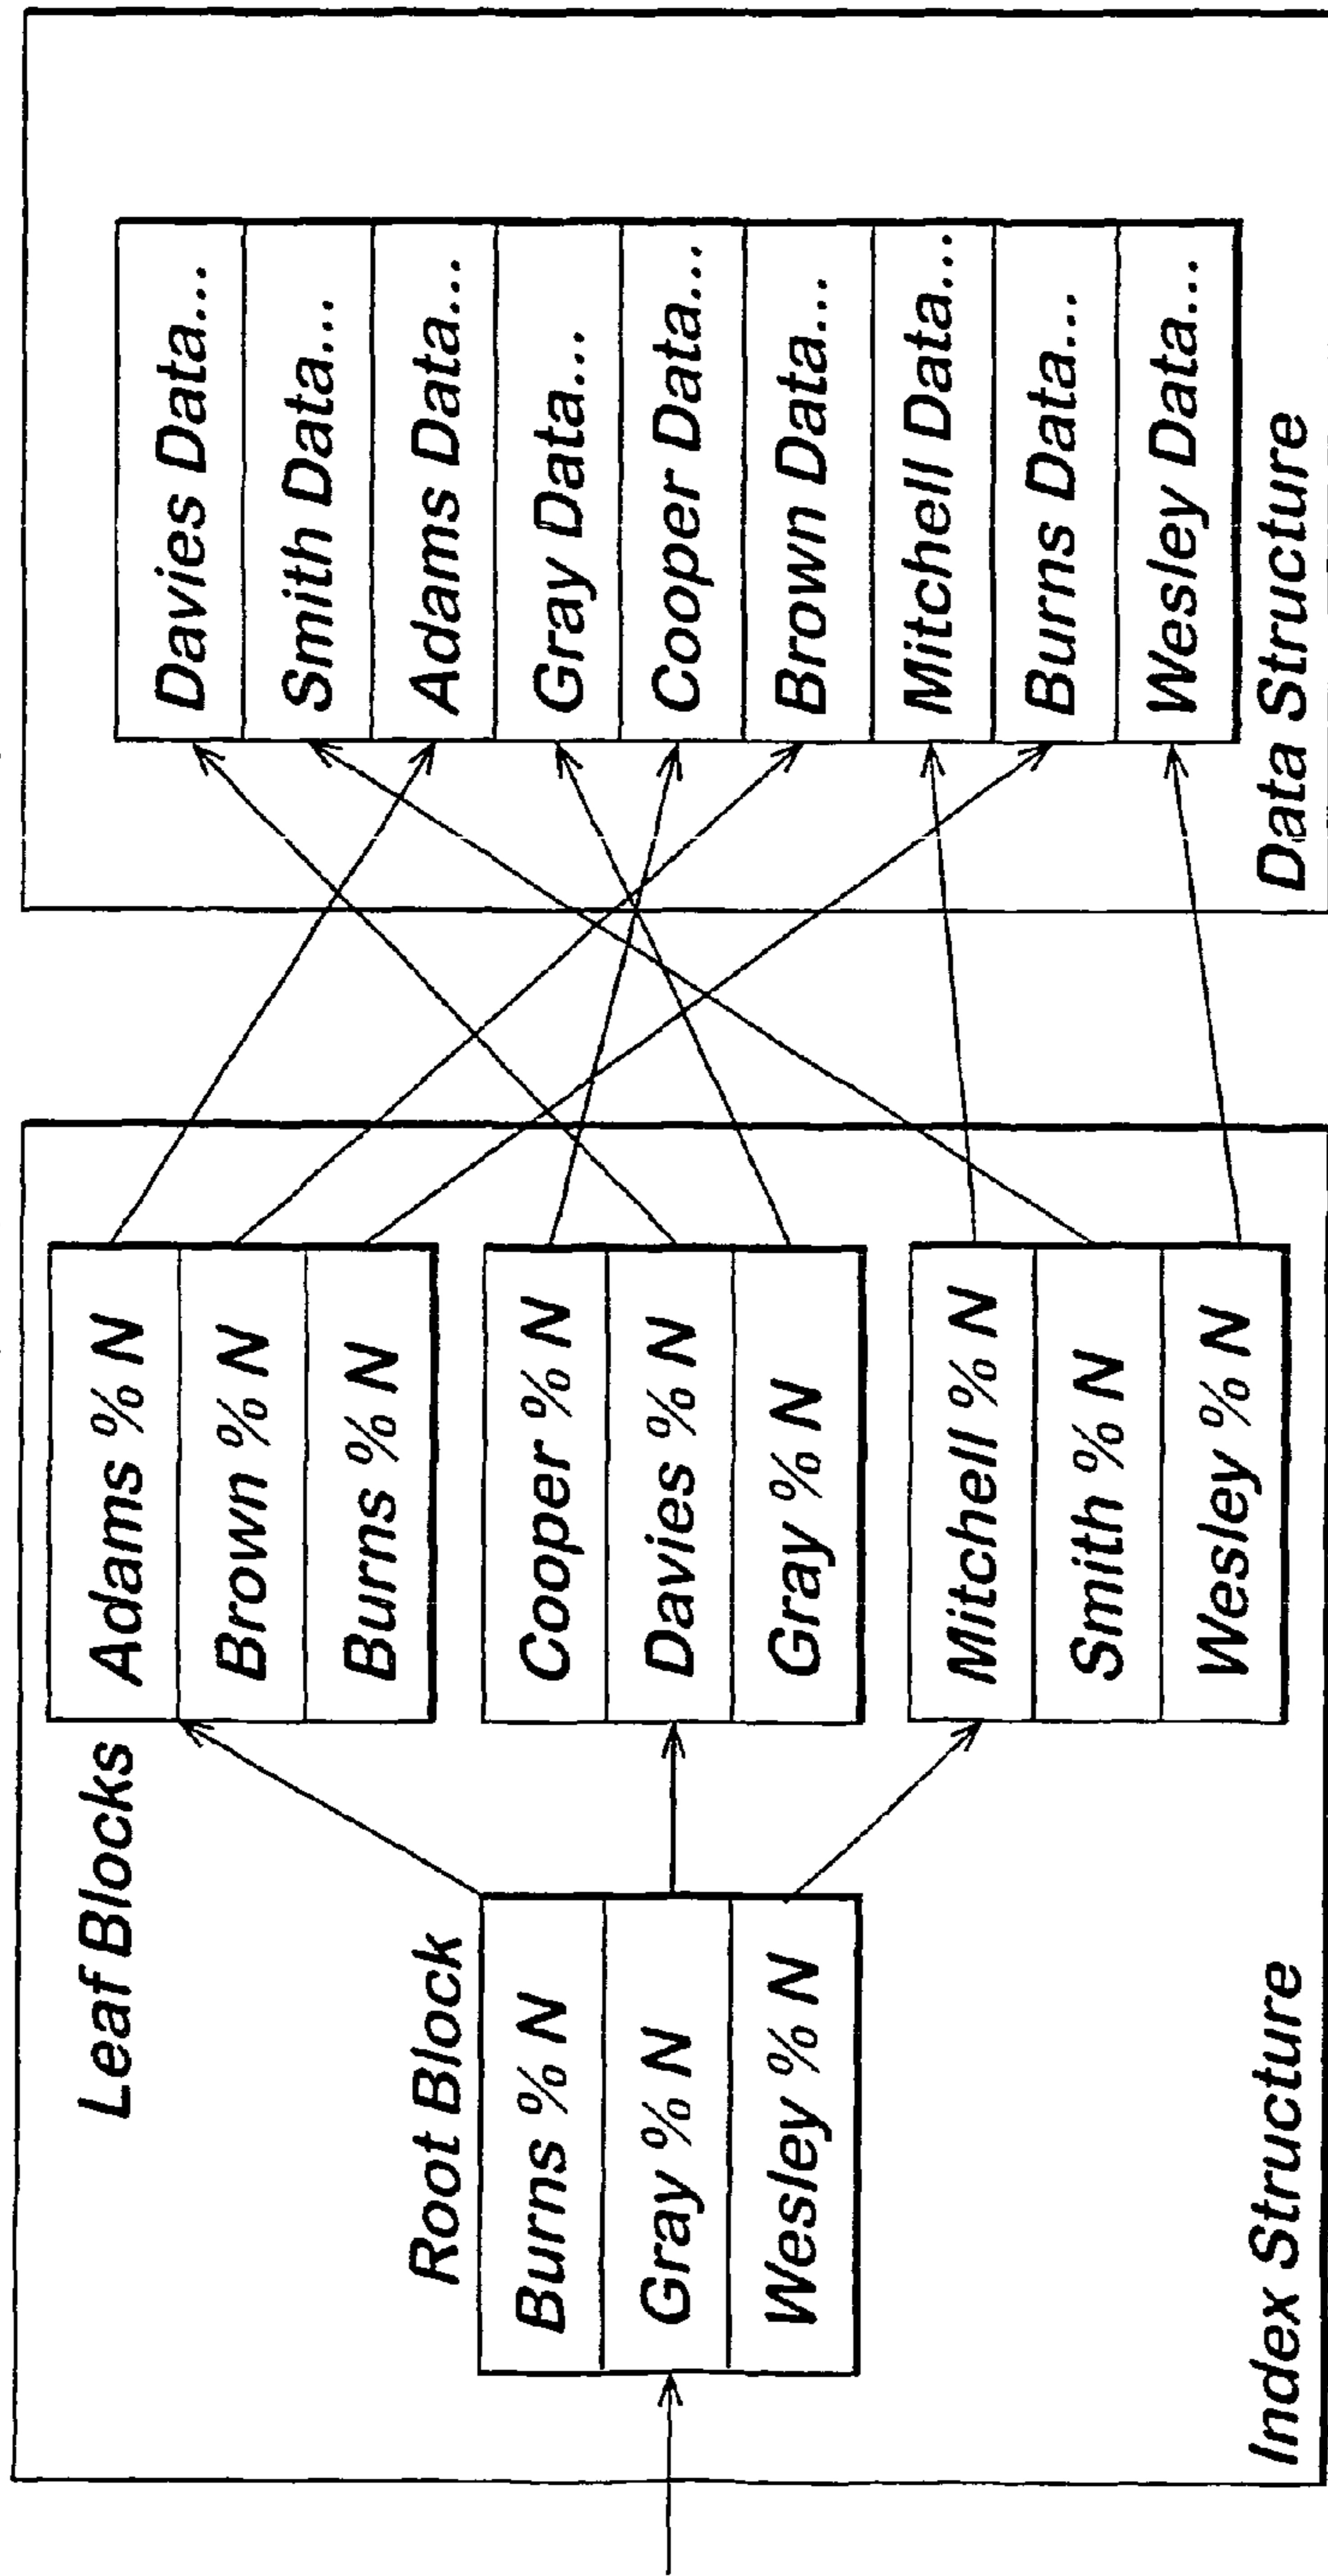 Leaf Blocks
Adams % N
Brown % N
Burns % N
Root Block
Burns % N
Gray % N
Wesley % N
Cooper % N
Davies % N
Gray % N
Mitchell % N
Smith % N
Wesley % N
Index Structure
Davies Data...
Smith Data...
Adams Data...
Gray Data...
Cooper Data...
Brown Data...
Mitchell Data...
Burns Data...
Wesley Data...
Data Structure